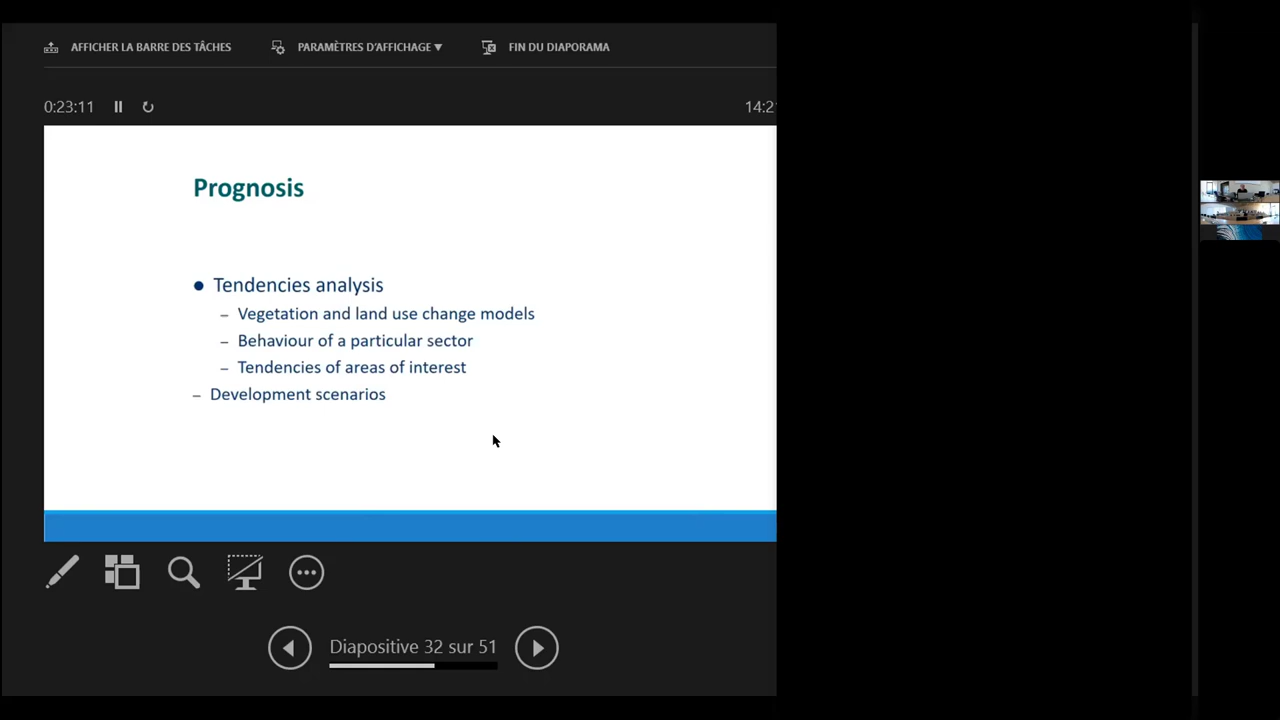 AFFICHER LA BARRE DES TÂCHES PARAMÈTRES D'AFFICHAGE ▼ FIN DU DIAPORAMA
0:23:11
Prognosis
● Tendencies analysis
– Vegetation and land use change models
– Behaviour of a particular sector
– Tendencies of areas of interest
– Development scenarios
Diapositive 32 sur 51